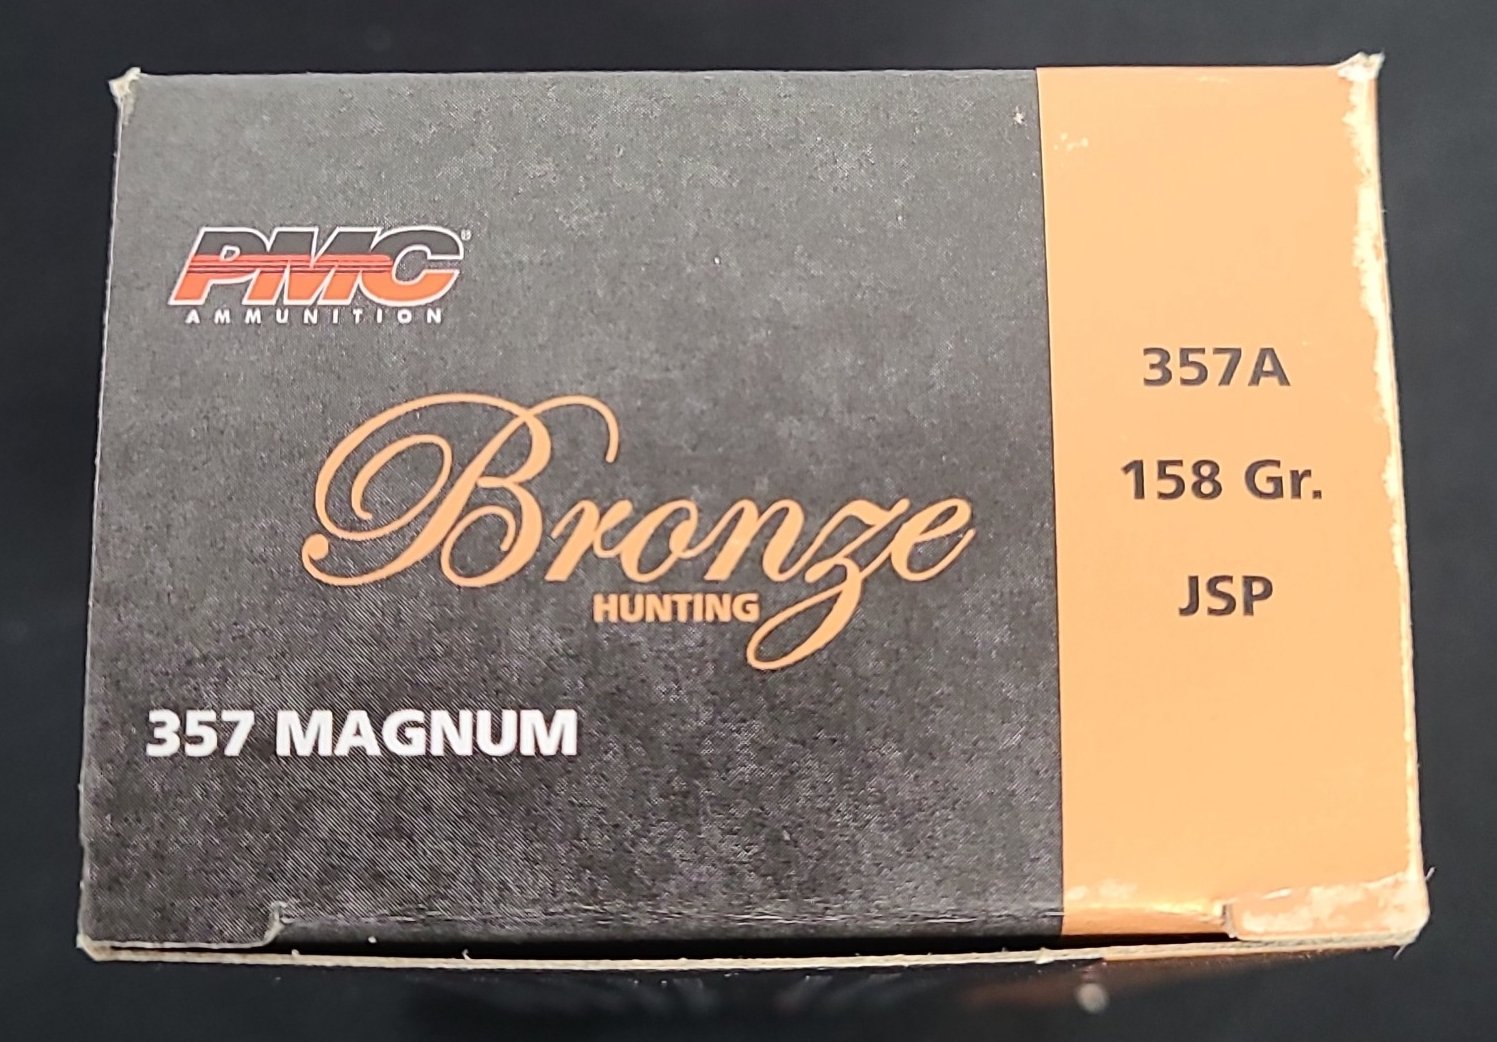 PMC®
AMMUNITION
Bronze
HUNTING
357 MAGNUM
357A
158 Gr.
JSP